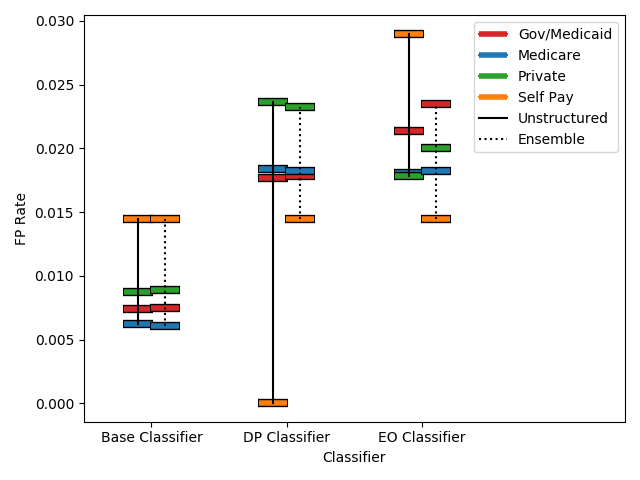 0.030
0.025
0.020
0.015
0.010
0.005
0.000
FP Rate
Gov/Medicaid
Medicare
Private
Self Pay
Unstructured
Ensemble
Base Classifier
DP Classifier
EO Classifier
Classifier